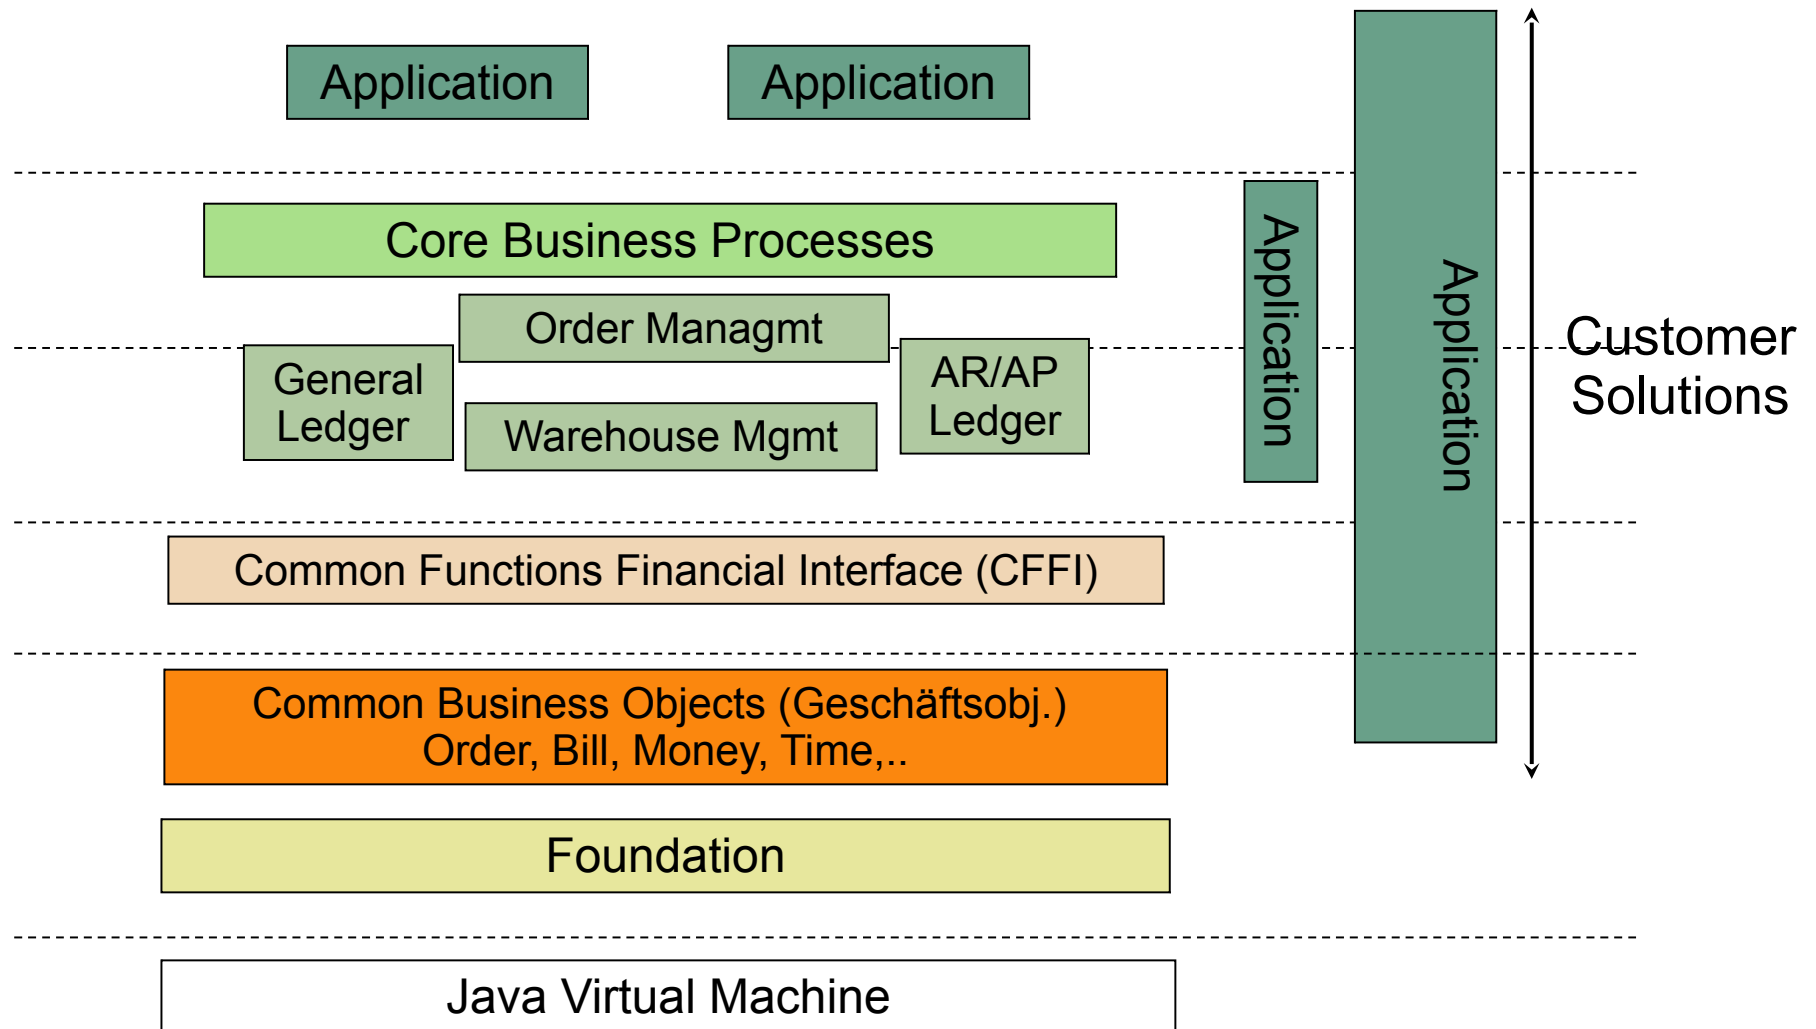 Application
Application
Core Business Processes
Order Managmt
General
Ledger
AR/AP
Ledger
Warehouse Mgmt
Application
Application
Customer
Solutions
Common Functions Financial Interface (CFFI)
Common Business Objects (Geschäftsobj.)
Order, Bill, Money, Time,..
Foundation
Java Virtual Machine